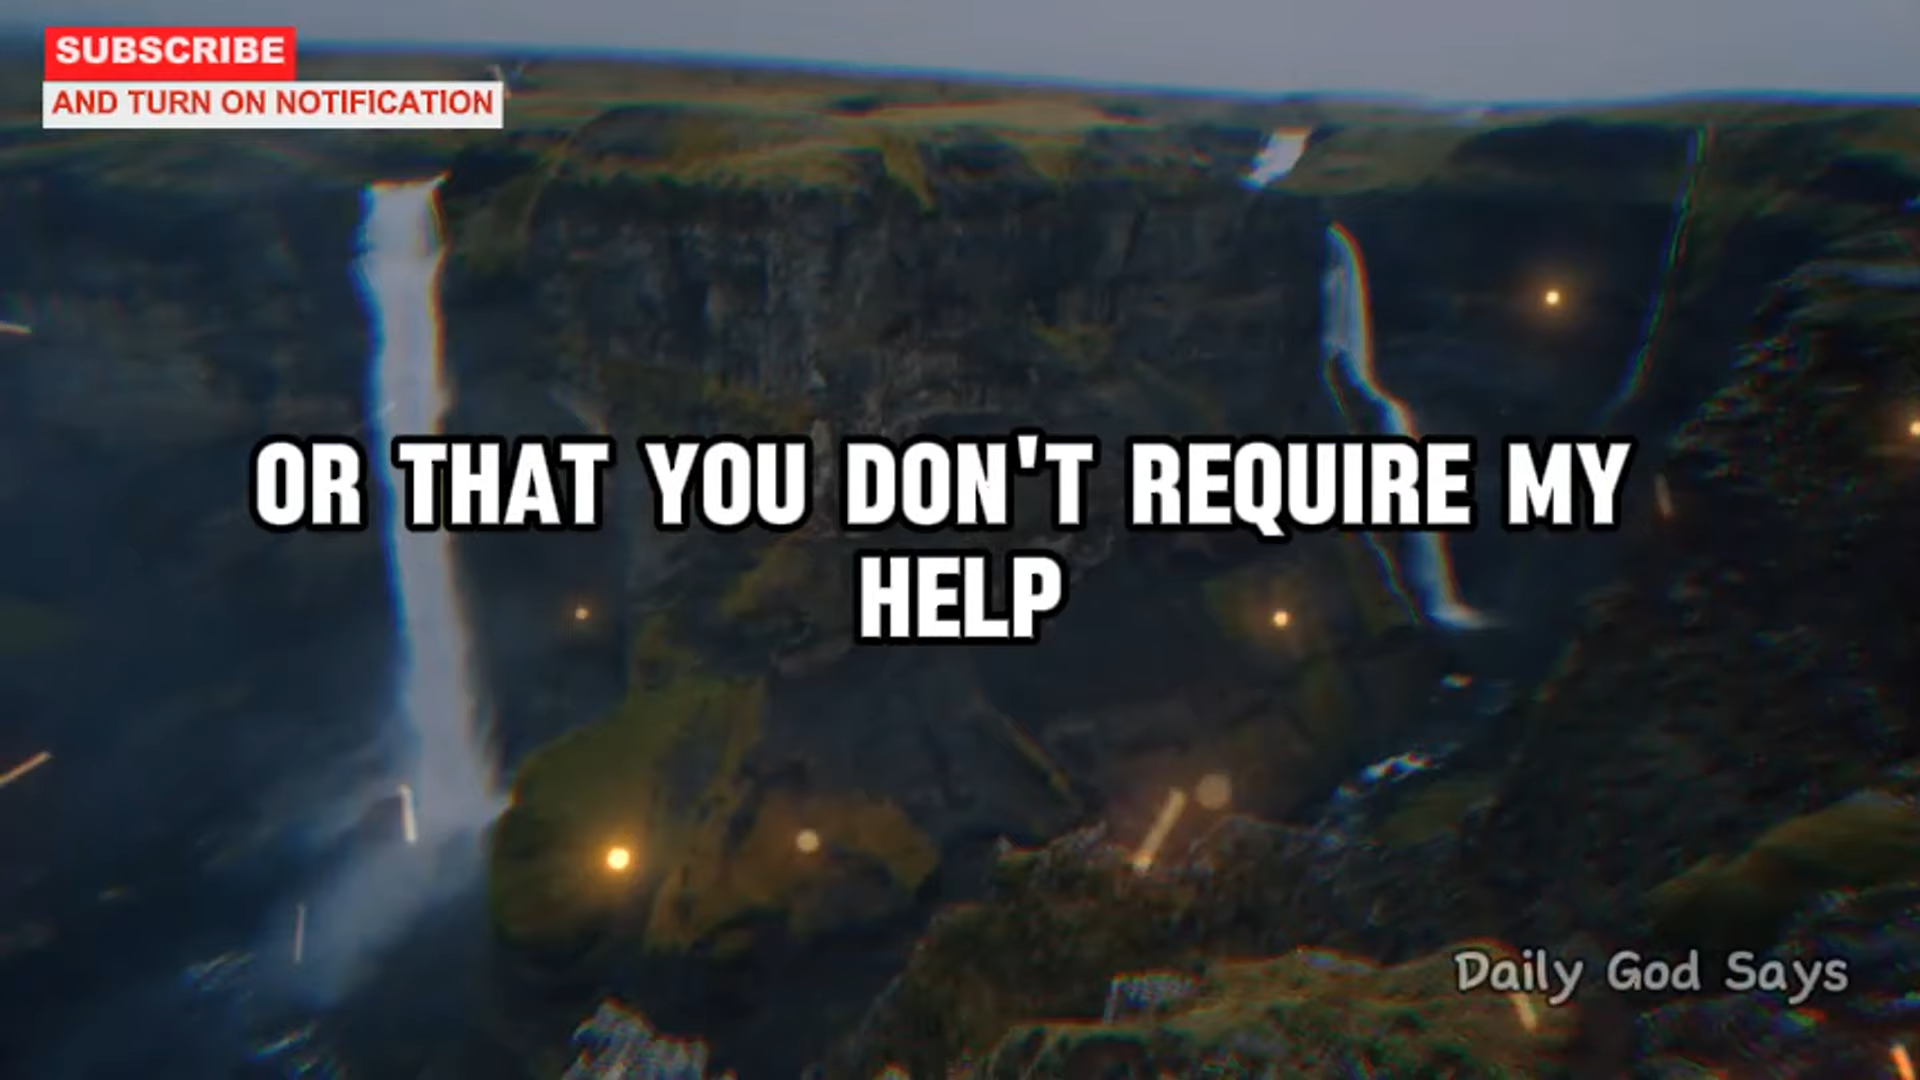 SUBSCRIBE
AND TURN ON NOTIFICATION
OR THAT YOU DON'T REQUIRE MY
HELP
Daily God Says